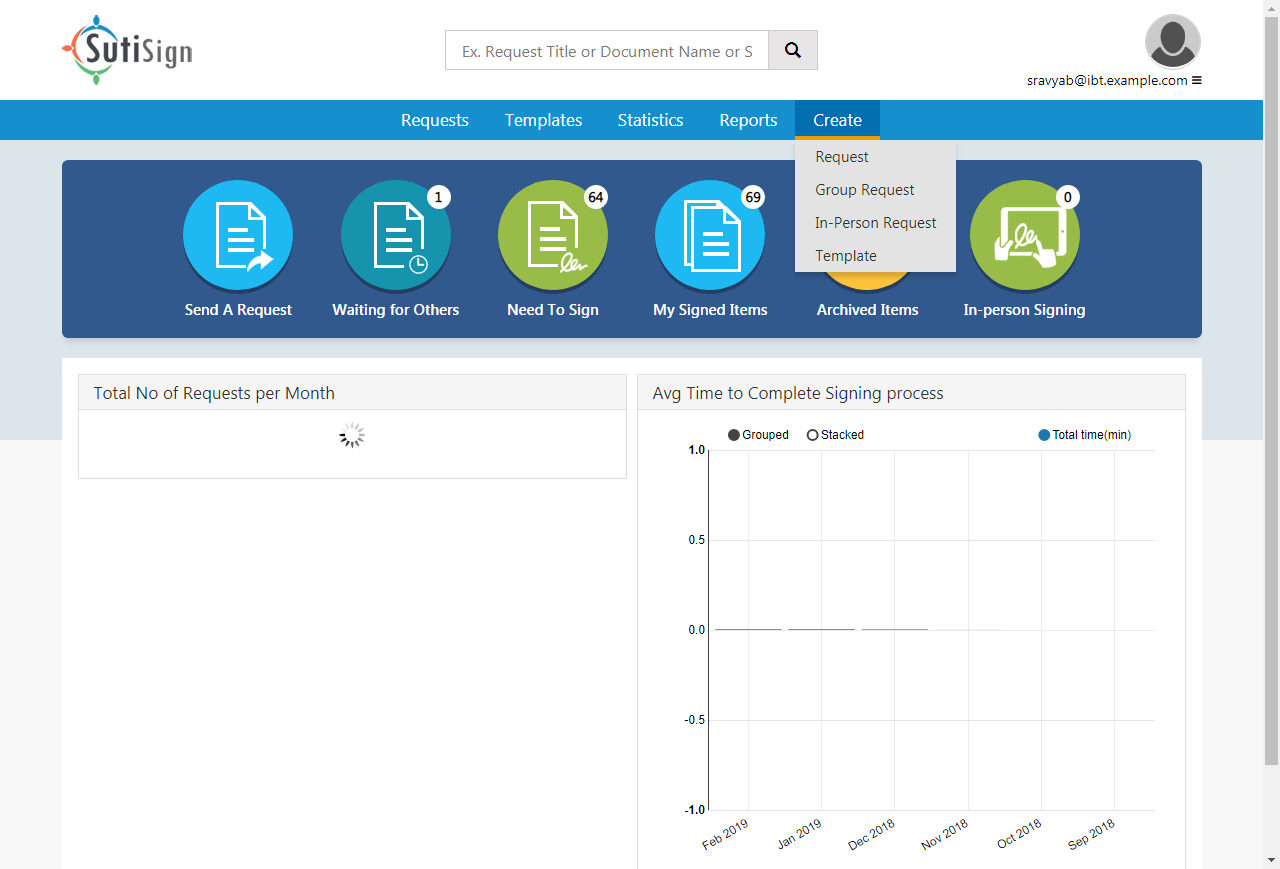 SutiSign
Ex. Request Title or Document Name or S
sravyab@ibt.example.com
Requests Templates Statistics Reports Create
Request
Group Request
In-Person Request
Template
1
64
69
0
Send A Request
Waiting for Others
Need To Sign
My Signed Items
Archived Items
In-person Signing
Total No of Requests per Month
Avg Time to Complete Signing process
Grouped Stacked Total time(min)
1.0
0.5
0.0
-0.5
-1.0
Feb 2019
Jan 2019
Dec 2018
Nov 2018
Oct 2018
Sep 2018